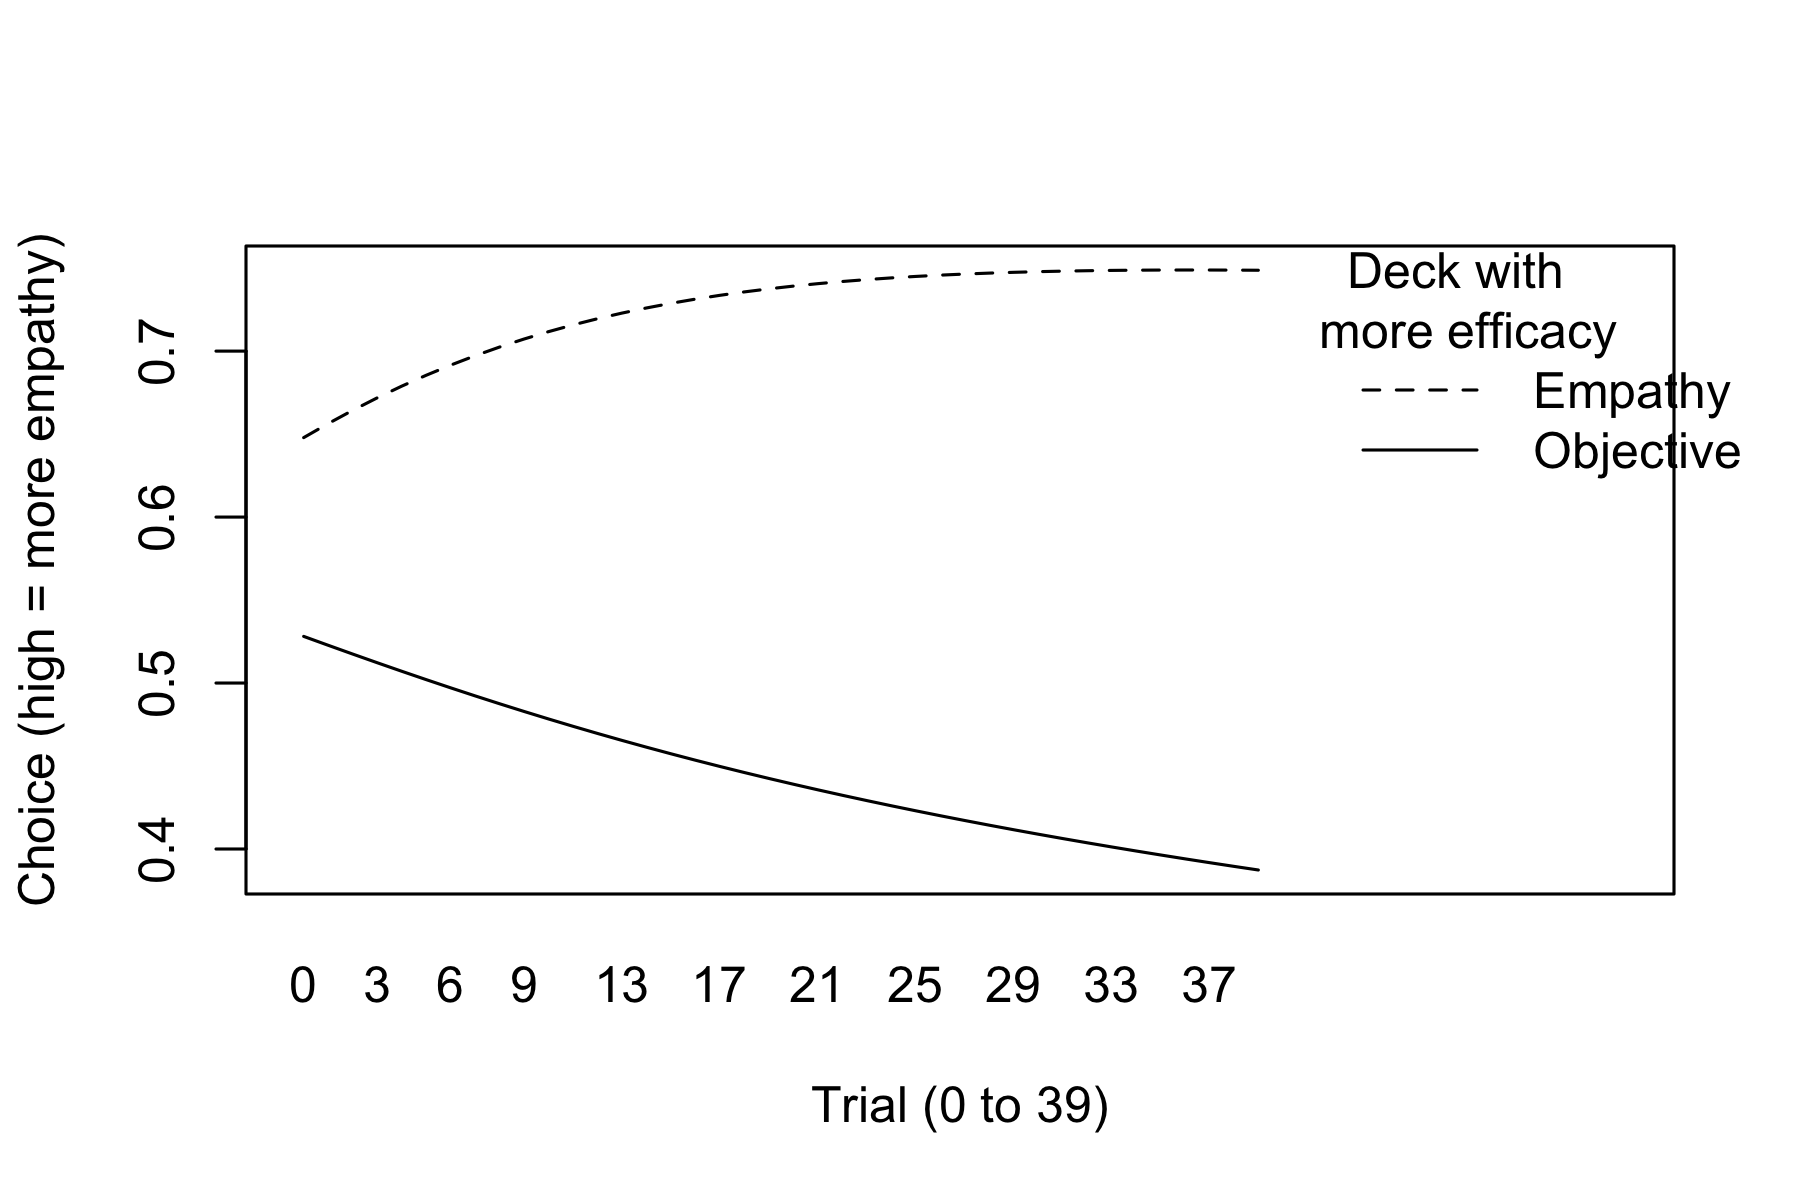 Choice (high = more empathy)
0.7
0.6
0.5
0.4
Deck with
more efficacy
Empathy
Objective
0 3 6 9 13 17 21 25 29 33 37
Trial (0 to 39)